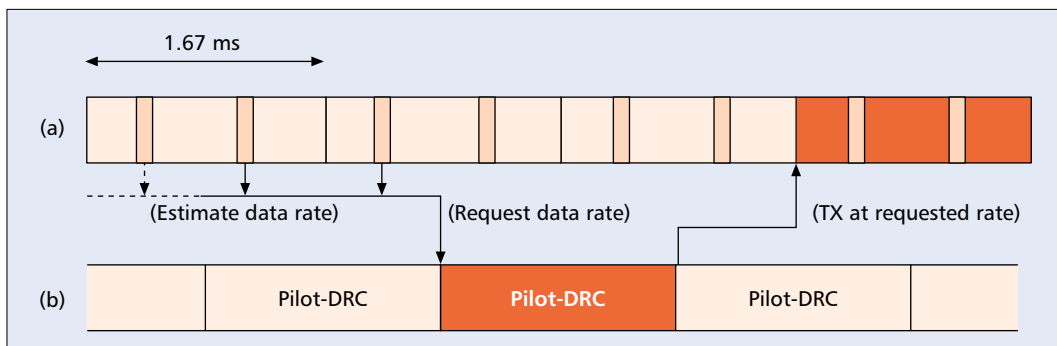 1.67 ms
(a)
(Estimate data rate) (Request data rate) (TX at requested rate)
(b) Pilot-DRC Pilot-DRC Pilot-DRC